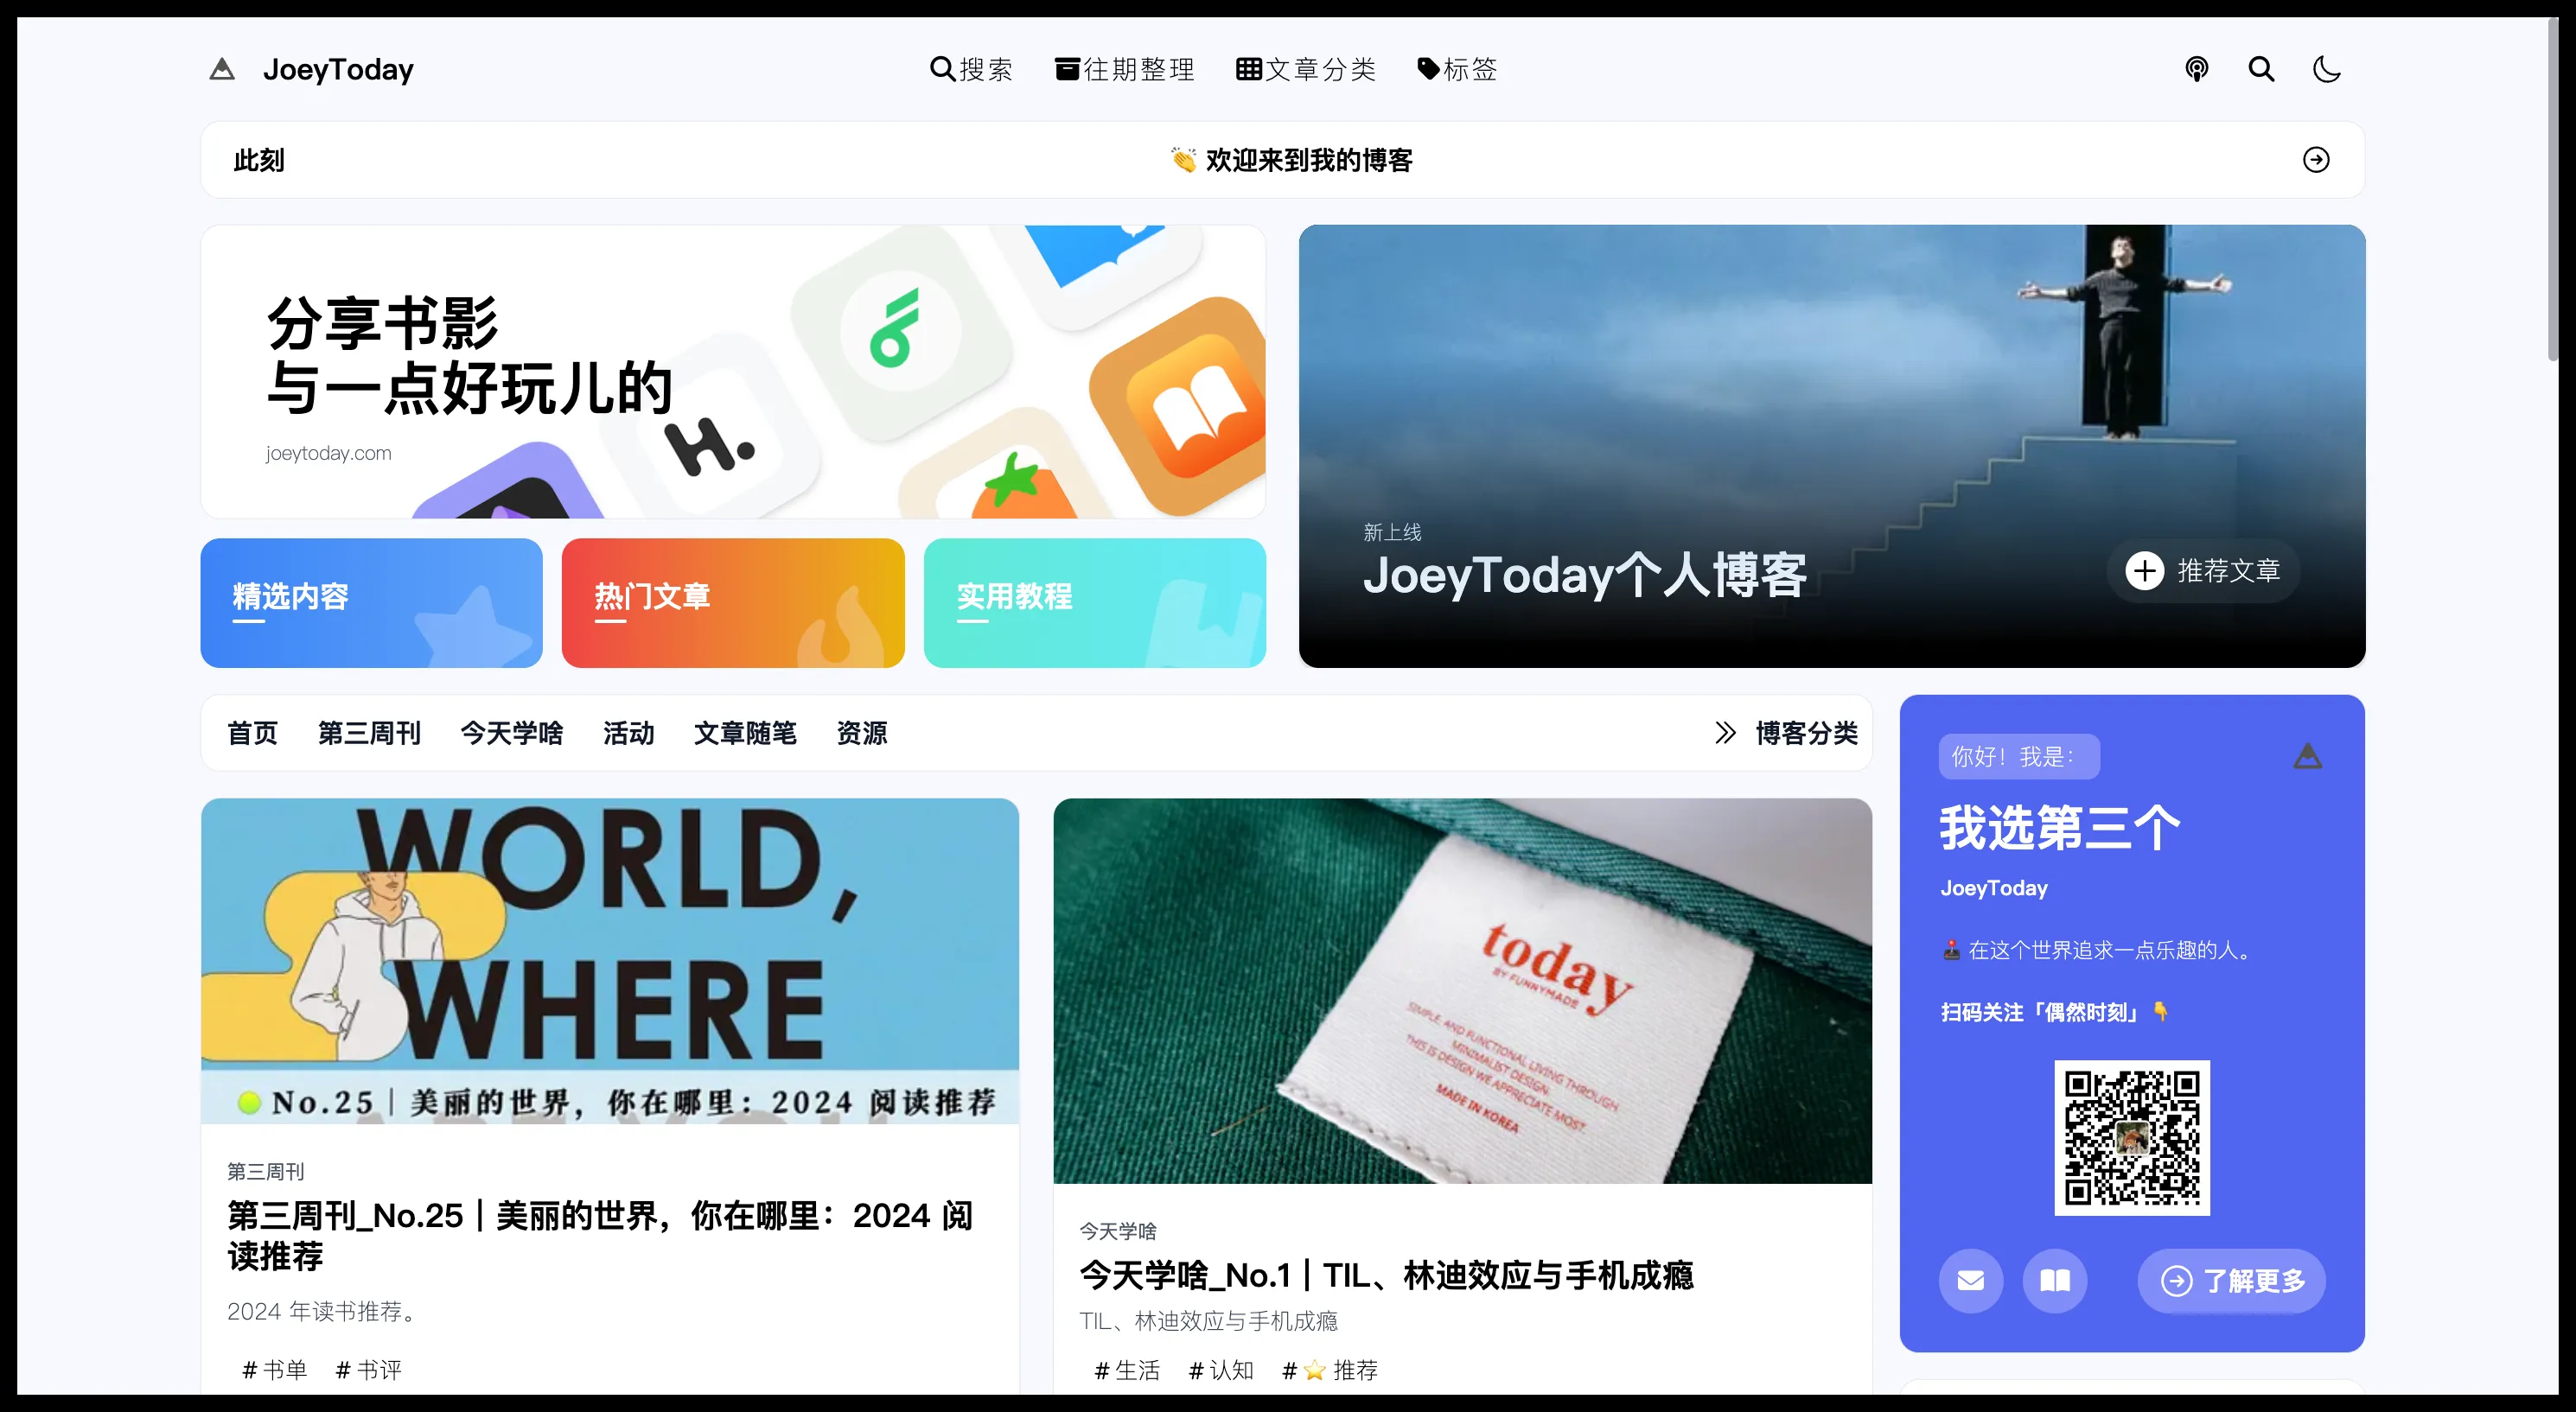 JoeyToday
搜索 往期整理 文章分类 标签
此刻
👏 欢迎来到我的博客
分享书影
与一点好玩儿的
joeytoday.com
H.
精选内容
热门文章
实用教程
新上线
JoeyToday个人博客
推荐文章
首页 第三周刊 今天学啥 活动 文章随笔 资源
博客分类
WORLD,
WHERE
No.25｜美丽的世界，你在哪里：2024 阅读推荐
第三周刊
第三周刊_No.25｜美丽的世界，你在哪里：2024 阅
读推荐
2024 年读书推荐。
# 书单 # 书评
today
BY FUNNYMADE
SIMPLE AND FUNCTIONAL LIVING THROUGH
MINIMALIST DESIGN.
THIS IS DESIGN WE APPRECIATE MOST.
MADE IN KOREA
今天学啥
今天学啥_No.1｜TIL、林迪效应与手机成瘾
TIL、林迪效应与手机成瘾
# 生活 # 认知 # ⭐ 推荐
你好！我是：
我选第三个
JoeyToday
🕹️ 在这个世界追求一点乐趣的人。
扫码关注「偶然时刻」👇
了解更多